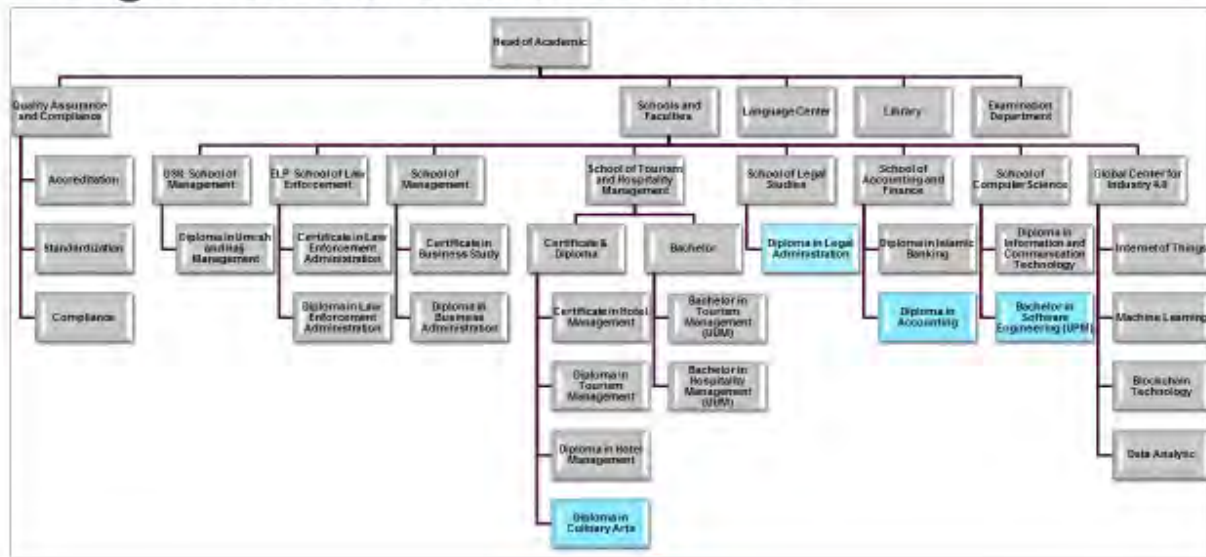 Head of Academic
Quality Assurance
and Compliance
Schools and
Faculties
Language Center
Library
Examination
Department
Accreditation
Standardization
Compliance
School of
Management
ELP School of Law
Enforcement
School of
Management
School of Tourism
and Hospitality
Management
School of Legal
Studies
School of
Accounting and
Finance
School of
Computer Science
Global Center for
Industry 4.0
Diploma in Umrah
and Haj
Management
Certificate in Law
Enforcement
Administration
Diploma in Law
Enforcement
Administration
Certificate in
Business Study
Diploma in
Business
Administration
Certificate &
Diploma
Bachelor
Certificate in Hotel
Management
Diploma in
Tourism
Management
Diploma in Hotel
Management
Diploma in
Culinary Arts
Bachelor in
Tourism
Management
(UUM)
Bachelor in
Hospitality
Management
(UUM)
Diploma in Legal
Administration
Diploma in Islamic
Banking
Diploma in
Accounting
Diploma in
Information and
Communication
Technology
Bachelor in
Software
Engineering (UPM)
Internet of Things
Machine Learning
Blockchain
Technology
Data Analytic